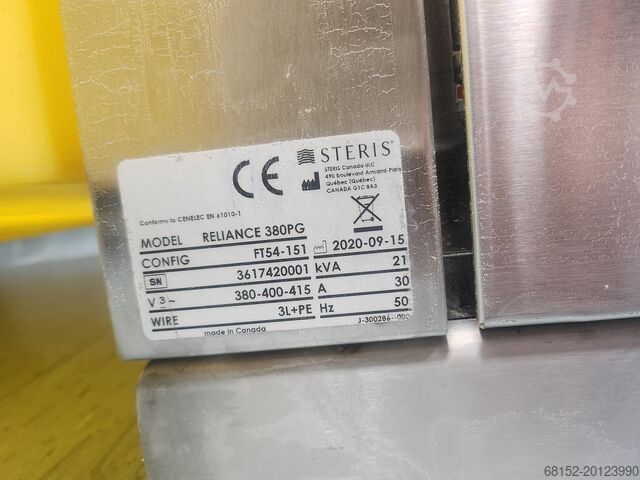 CE
STERIS
STERIS Canada ULC
490 boulevard Armand-Paris
Québec (Québec)
CANADA G1C 8A3
Conforms to CENELEC EN 61010-1
MODEL RELIANCE 380PG
CONFIG FT54-151 2020-09-15
SN 3617420001 kVA 21
V 3~ 380-400-415 A 30
WIRE 3L+PE Hz 50
made in Canada
68152-20123990